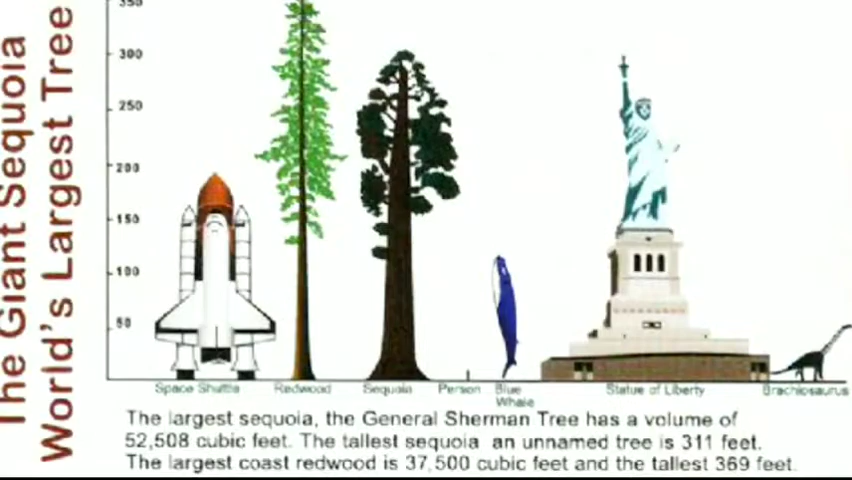 The Giant Sequoia
World's Largest Tree
350
300
250
200
150
100
50
Space Shuttle
Redwood
Sequoia
Person
Blue
Whale
Statue of Liberty
Brachiosaurus
The largest sequoia, the General Sherman Tree has a volume of
52,508 cubic feet. The tallest sequoia an unnamed tree is 311 feet.
The largest coast redwood is 37,500 cubic feet and the tallest 369 feet.